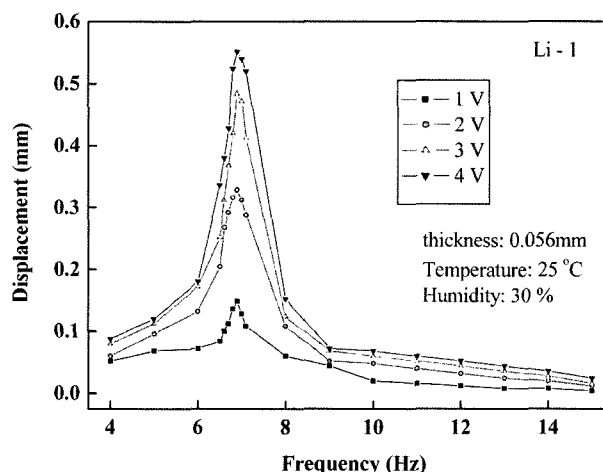 Li - 1
0.6
0.5
0.4
0.3
0.2
0.1
0.0
Displacement (mm)
1 V
2 V
3 V
4 V
thickness: 0.056mm
Temperature: 25 °C
Humidity: 30 %
4 6 8 10 12 14
Frequency (Hz)